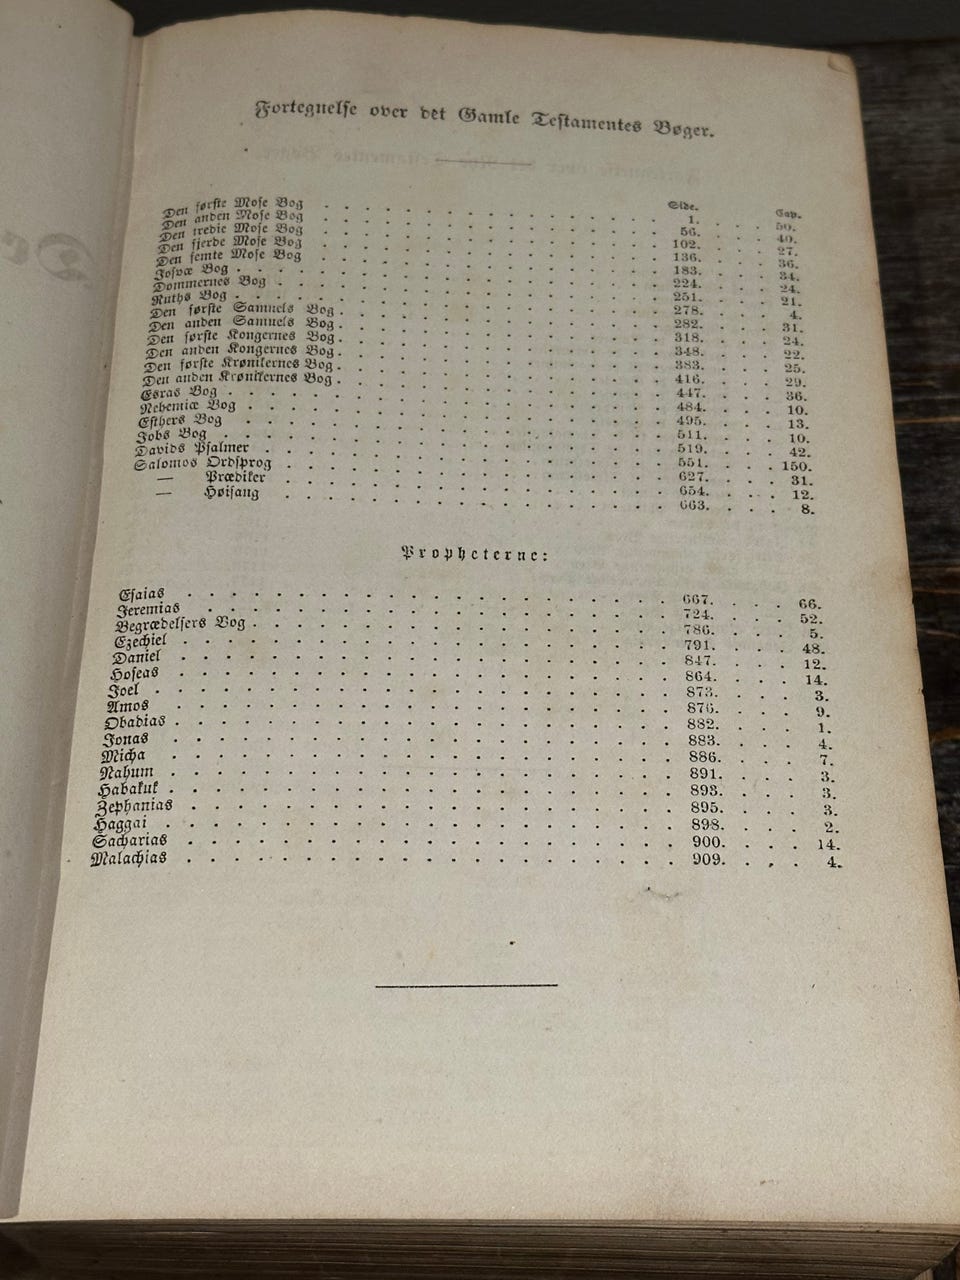 Fortegnelse over det Gamle Testamentes Bøger.
Side. Cap.
Den første Mose Bog . . . 1. . . . 50.
Den anden Mose Bog . . . 56. . . . 40.
Den tredie Mose Bog . . . 102. . . . 27.
Den fjerde Mose Bog . . . 136. . . . 36.
Den femte Mose Bog . . . 183. . . . 34.
Josvæ Bog . . . 224. . . . 24.
Dommernes Bog . . . 251. . . . 21.
Ruths Bog . . . 278. . . . 4.
Den første Samuels Bog . . . 282. . . . 31.
Den anden Samuels Bog . . . 318. . . . 24.
Den første Kongernes Bog . . . 348. . . . 22.
Den anden Kongernes Bog . . . 383. . . . 25.
Den første Krønikernes Bog . . . 416. . . . 29.
Den anden Krønikernes Bog . . . 447. . . . 36.
Esras Bog . . . 484. . . . 10.
Nehemiæ Bog . . . 495. . . . 13.
Esthers Bog . . . 511. . . . 10.
Jobs Bog . . . 519. . . . 42.
Davids Psalmer . . . 551. . . . 150.
Salomos Ordsprog . . . 627. . . . 31.
— Prædiker . . . 654. . . . 12.
— Høisang . . . 663. . . . 8.
Propheterne:
Esaias . . . 667. . . . 66.
Jeremias . . . 724. . . . 52.
Begrædelsers Bog . . . 786. . . . 5.
Ezechiel . . . 791. . . . 48.
Daniel . . . 847. . . . 12.
Hoseas . . . 864. . . . 14.
Joel . . . 873. . . . 3.
Amos . . . 876. . . . 9.
Obadias . . . 882. . . . 1.
Jonas . . . 883. . . . 4.
Micha . . . 886. . . . 7.
Nahum . . . 891. . . . 3.
Habakuk . . . 893. . . . 3.
Zephanias . . . 895. . . . 3.
Haggai . . . 898. . . . 2.
Sacharias . . . 900. . . . 14.
Malachias . . . 909. . . . 4.